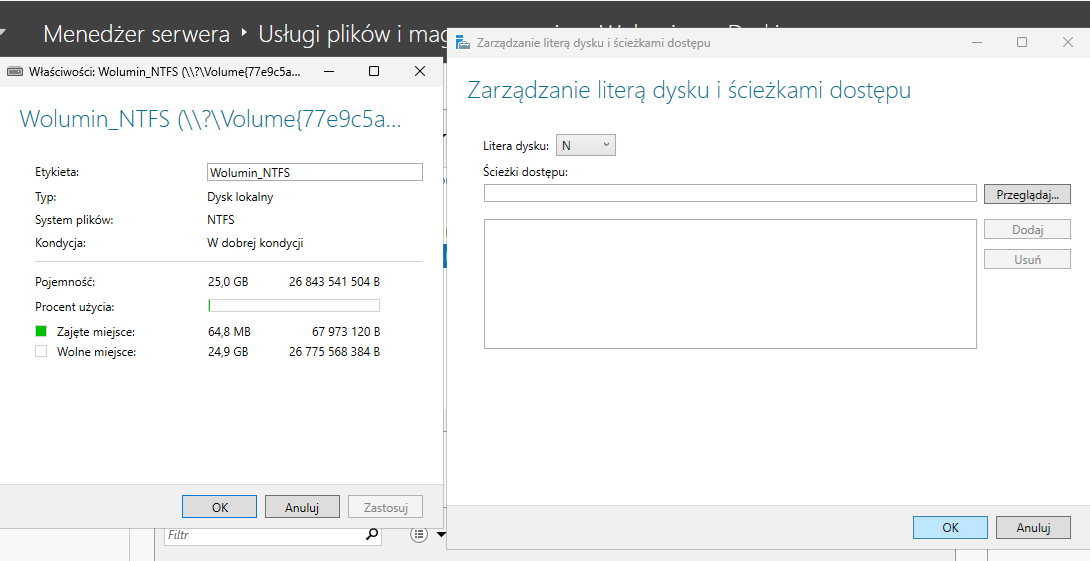 Menedżer serwera ‣ Usługi plików i mag
Właściwości: Wolumin_NTFS (\\?\Volume{77e9c5a...
Wolumin_NTFS (\\?\Volume{77e9c5a...
Etykieta: Wolumin_NTFS
Typ: Dysk lokalny
System plików: NTFS
Kondycja: W dobrej kondycji
Pojemność: 25,0 GB 26 843 541 504 B
Procent użycia:
Zajęte miejsce: 64,8 MB 67 973 120 B
Wolne miejsce: 24,9 GB 26 775 568 384 B
OK Anuluj Zastosuj
Filtr
Zarządzanie literą dysku i ścieżkami dostępu
Zarządzanie literą dysku i ścieżkami dostępu
Litera dysku: N
Ścieżki dostępu:
Przeglądaj...
Dodaj
Usuń
OK Anuluj